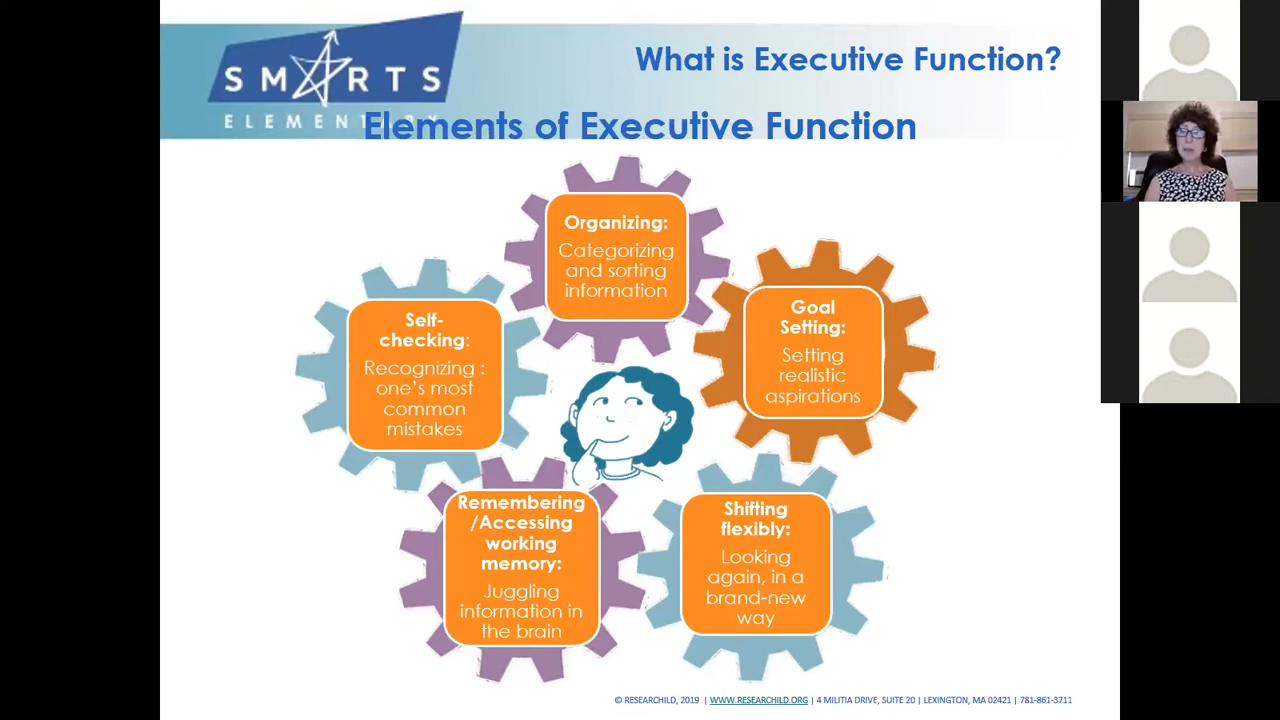 SMARTS
ELEMENTARY
What is Executive Function?
Elements of Executive Function
Organizing:
Categorizing
and sorting
information
Goal
Setting:
Setting
realistic
aspirations
Self-
checking:
Recognizing :
one's most
common
mistakes
Remembering
/Accessing
working
memory:
Juggling
information in
the brain
Shifting
flexibly:
Looking
again, in a
brand-new
way
© RESEARCHILD, 2019 | WWW.RESEARCHILD.ORG | 4 MILITIA DRIVE, SUITE 20 | LEXINGTON, MA 02421 | 781-861-3711